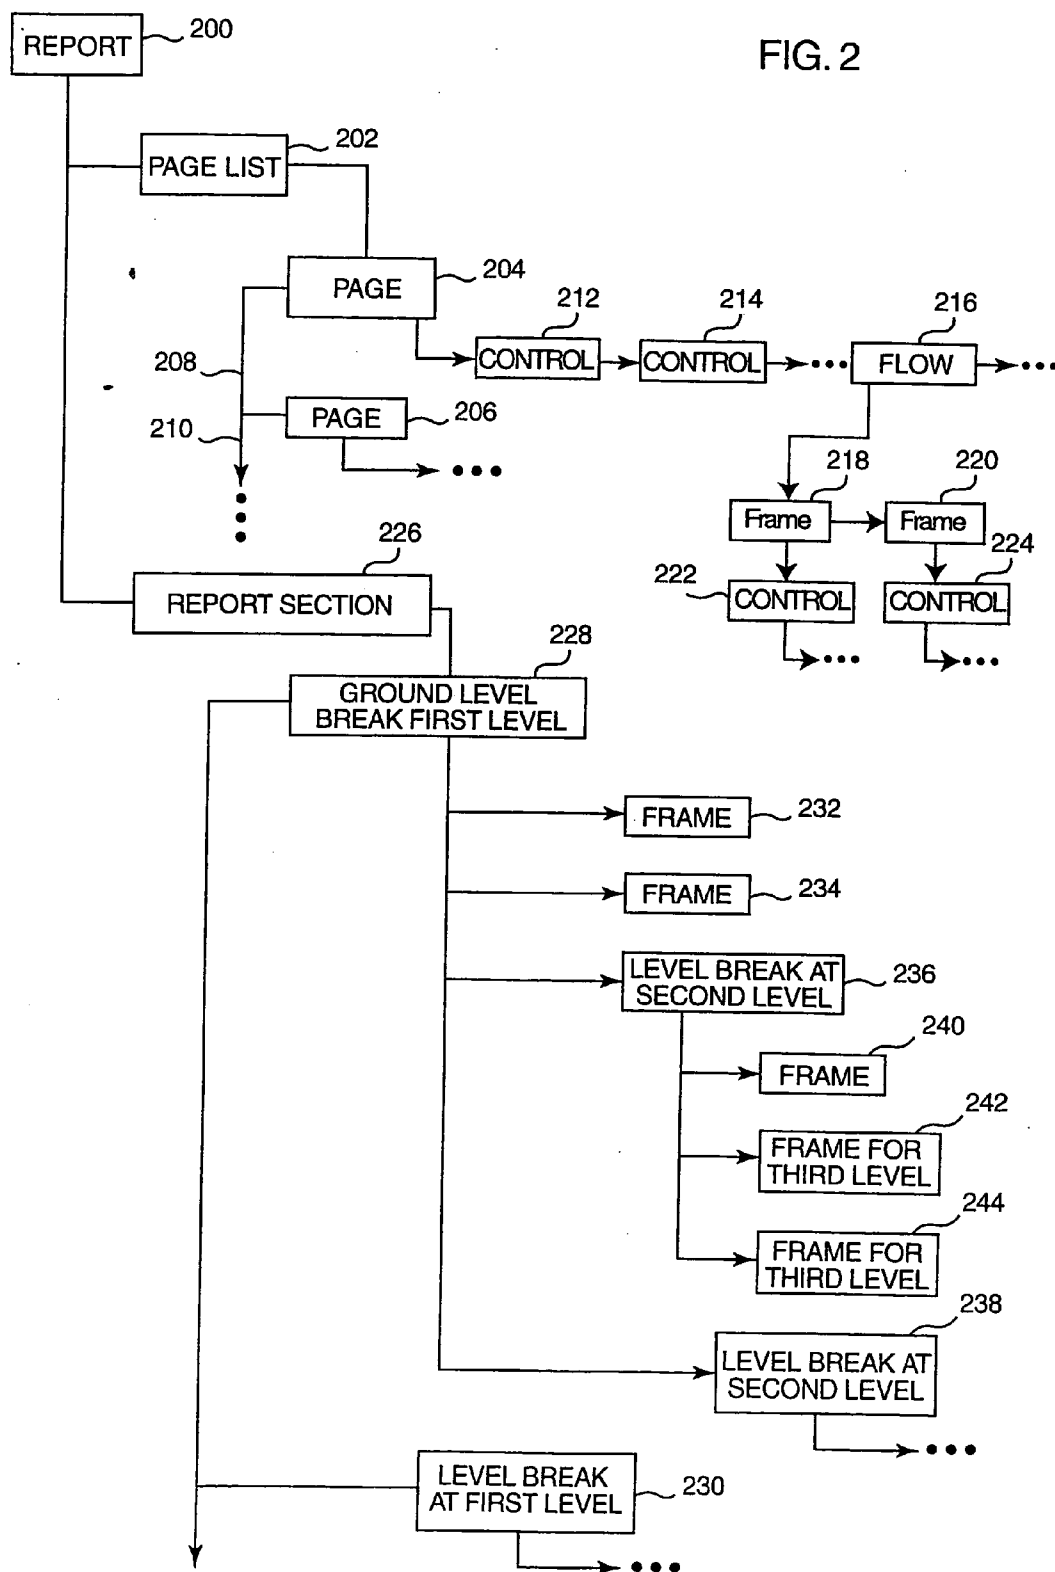 REPORT
200
FIG. 2
PAGE LIST
202
PAGE
204
212
214
216
CONTROL
CONTROL
FLOW
208
PAGE
206
210
218
220
Frame
Frame
226
224
222
CONTROL
CONTROL
REPORT SECTION
228
GROUND LEVEL
BREAK FIRST LEVEL
FRAME
232
FRAME
234
LEVEL BREAK AT
SECOND LEVEL
236
240
FRAME
242
FRAME FOR
THIRD LEVEL
244
FRAME FOR
THIRD LEVEL
238
LEVEL BREAK AT
SECOND LEVEL
LEVEL BREAK
AT FIRST LEVEL
230